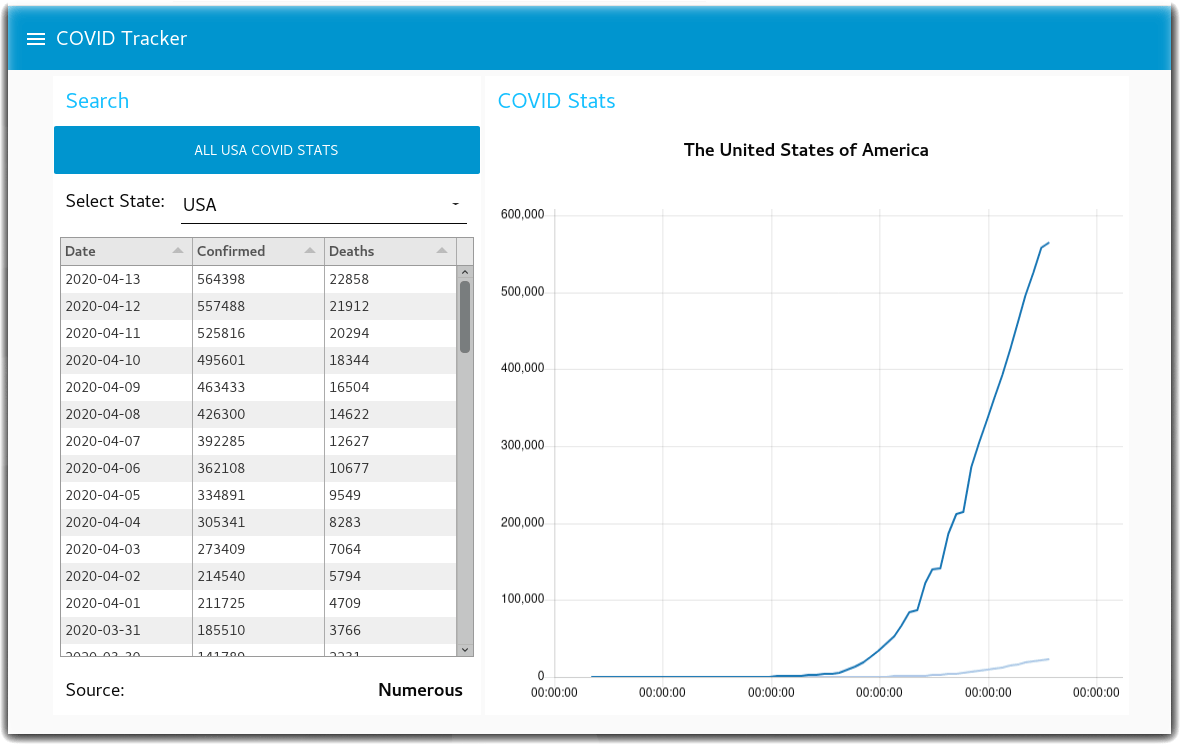 COVID Tracker
Search
ALL USA COVID STATS
Select State: USA
Date Confirmed Deaths
2020-04-13 564398 22858
2020-04-12 557488 21912
2020-04-11 525816 20294
2020-04-10 495601 18344
2020-04-09 463433 16504
2020-04-08 426300 14622
2020-04-07 392285 12627
2020-04-06 362108 10677
2020-04-05 334891 9549
2020-04-04 305341 8283
2020-04-03 273409 7064
2020-04-02 214540 5794
2020-04-01 211725 4709
2020-03-31 185510 3766
Source: Numerous
COVID Stats
The United States of America
600,000
500,000
400,000
300,000
200,000
100,000
0
00:00:00 00:00:00 00:00:00 00:00:00 00:00:00 00:00:00